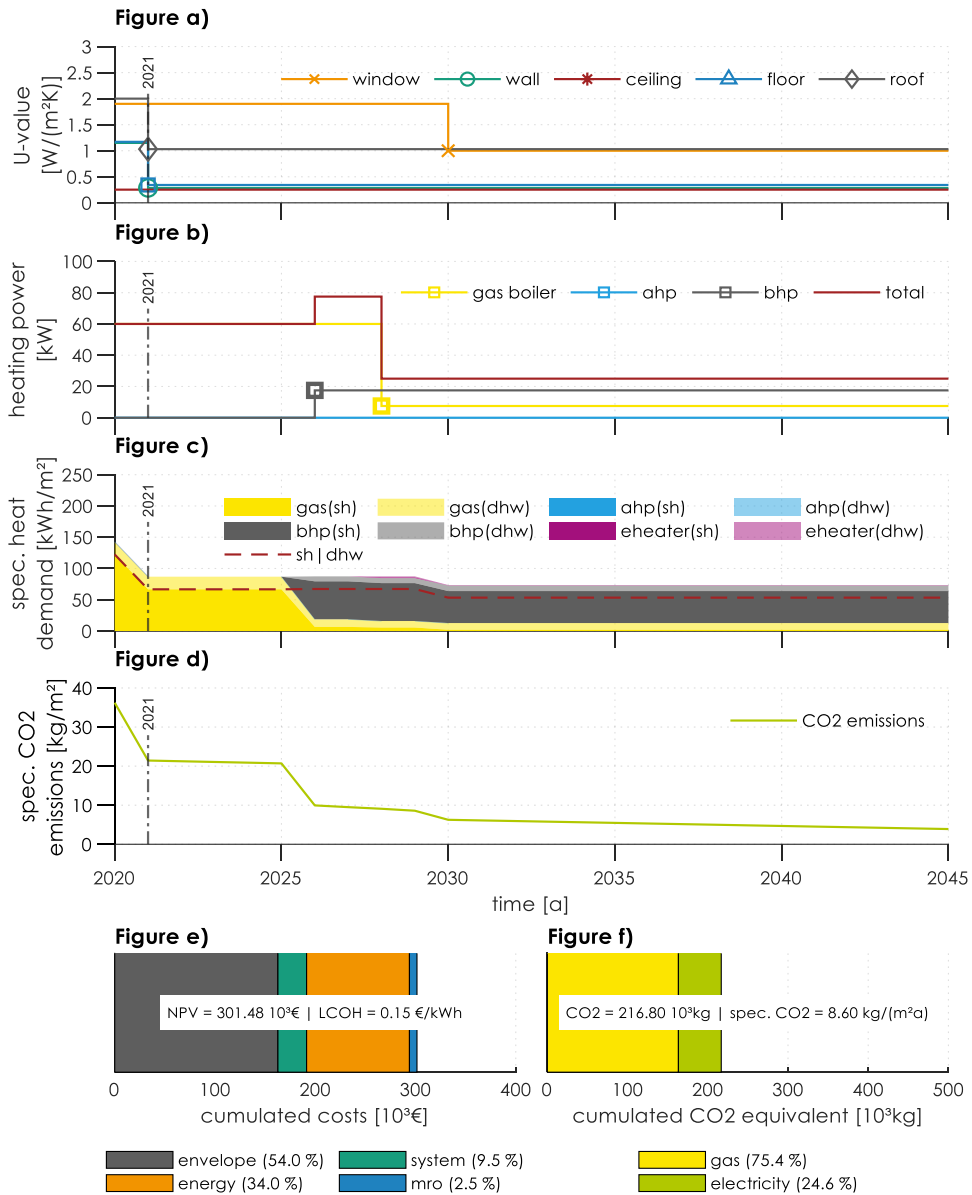 Figure a)
U-value
[W/(m²K)]
3
2.5
2
1.5
1
0.5
0
2021
window
wall
ceiling
floor
roof
Figure b)
heating power
[kW]
100
80
60
40
20
0
2021
gas boiler
ahp
bhp
total
Figure c)
spec. heat
demand [kWh/m²]
250
200
150
100
50
0
2021
gas(sh)
gas(dhw)
ahp(sh)
ahp(dhw)
bhp(sh)
bhp(dhw)
eheater(sh)
eheater(dhw)
sh|dhw
Figure d)
spec. CO2
emissions [kg/m²]
40
30
20
10
0
2021
CO2 emissions
2020
2025
2030
2035
2040
2045
time [a]
Figure e)
NPV = 301.48 10³€ | LCOH = 0.15 €/kWh
0
100
200
300
400
cumulated costs [10³€]
envelope (54.0 %)
system (9.5 %)
energy (34.0 %)
mro (2.5 %)
Figure f)
CO2 = 216.80 10³kg | spec. CO2 = 8.60 kg/(m²a)
0
100
200
300
400
500
cumulated CO2 equivalent [10³kg]
gas (75.4 %)
electricity (24.6 %)